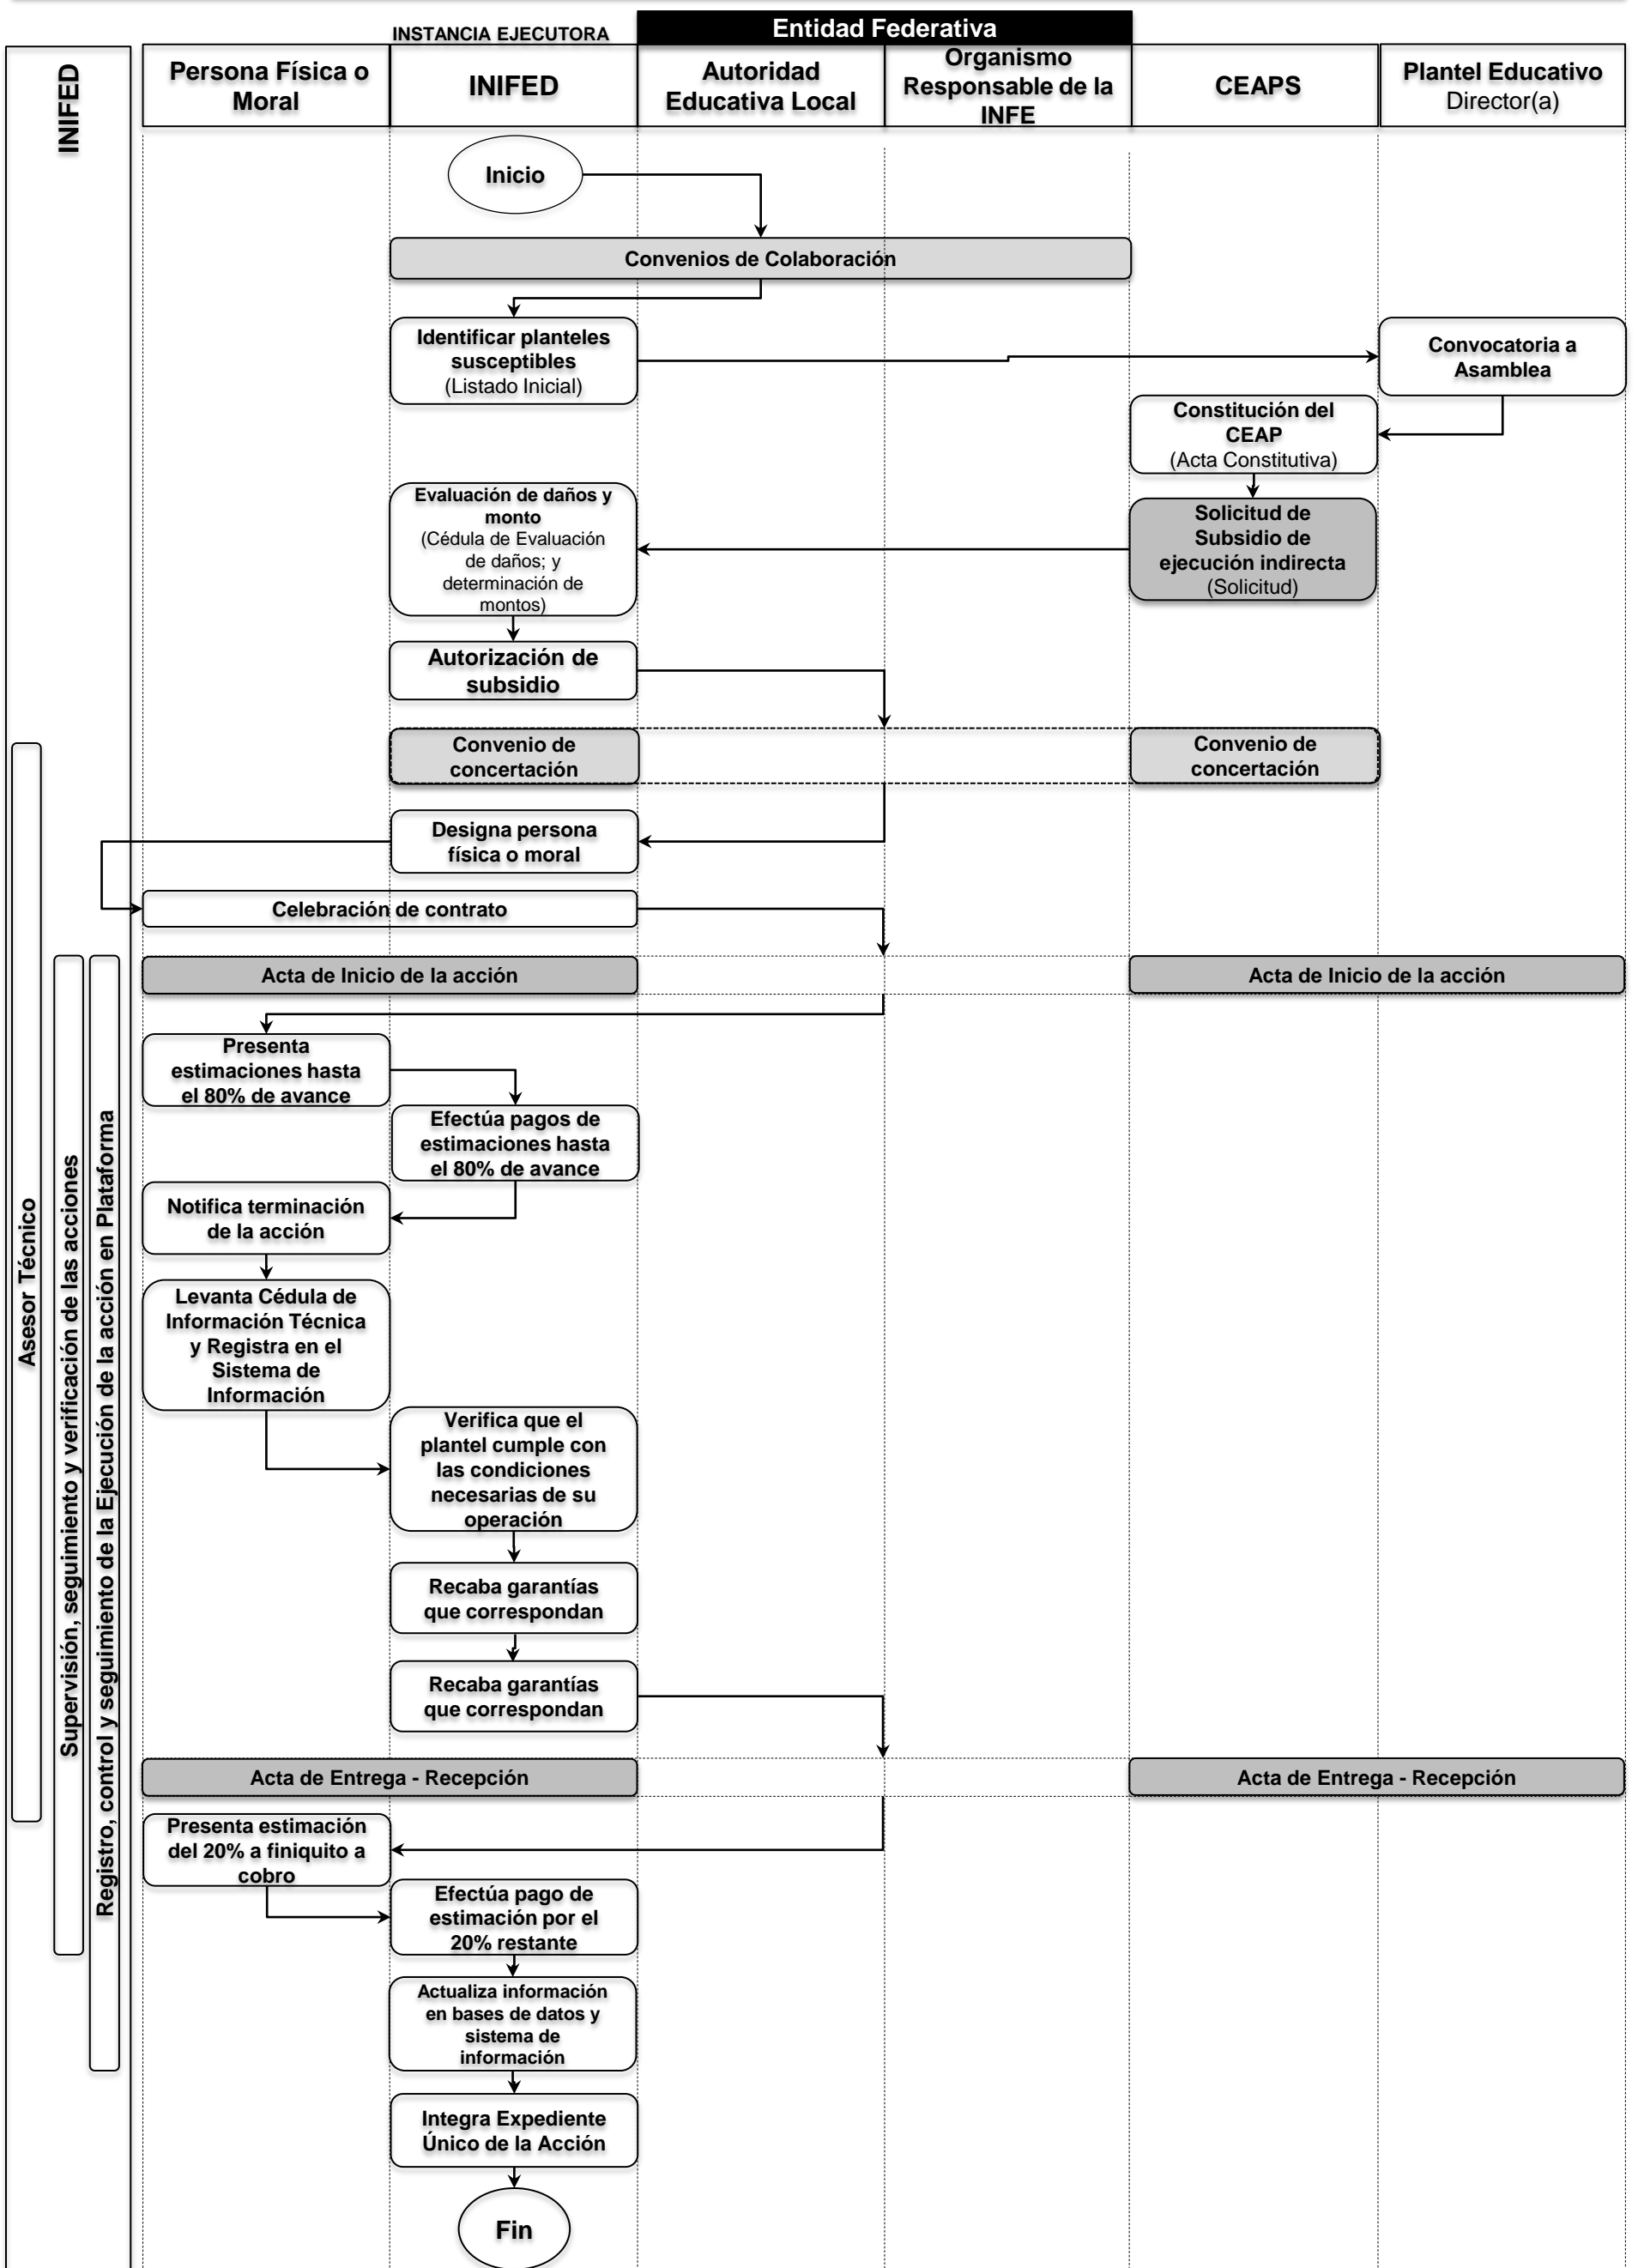 Entidad Federativa
INSTANCIA EJECUTORA
INIFED
Persona Física o
Moral
INIFED
Autoridad
Educativa Local
Organismo
Responsable de la
INFE
CEAPS
Plantel Educativo
Director(a)
Inicio
Convenios de Colaboración
Identificar planteles
susceptibles
(Listado Inicial)
Convocatoria a
Asamblea
Constitución del
CEAP
(Acta Constitutiva)
Evaluación de daños y
monto
(Cédula de Evaluación
de daños; y
determinación de
montos)
Solicitud de
Subsidio de
ejecución indirecta
(Solicitud)
Autorización de
subsidio
Convenio de
concertación
Convenio de
concertación
Designa persona
física o moral
Celebración de contrato
Acta de Inicio de la acción
Acta de Inicio de la acción
Presenta
estimaciones hasta
el 80% de avance
Efectúa pagos de
estimaciones hasta
el 80% de avance
Notifica terminación
de la acción
Levanta Cédula de
Información Técnica
y Registra en el
Sistema de
Información
Verifica que el
plantel cumple con
las condiciones
necesarias de su
operación
Recaba garantías
que correspondan
Recaba garantías
que correspondan
Acta de Entrega - Recepción
Acta de Entrega - Recepción
Presenta estimación
del 20% a finiquito a
cobro
Efectúa pago de
estimación por el
20% restante
Actualiza información
en bases de datos y
sistema de
información
Integra Expediente
Único de la Acción
Fin
Asesor Técnico
Supervisión, seguimiento y verificación de las acciones
Registro, control y seguimiento de la Ejecución de la acción en Plataforma